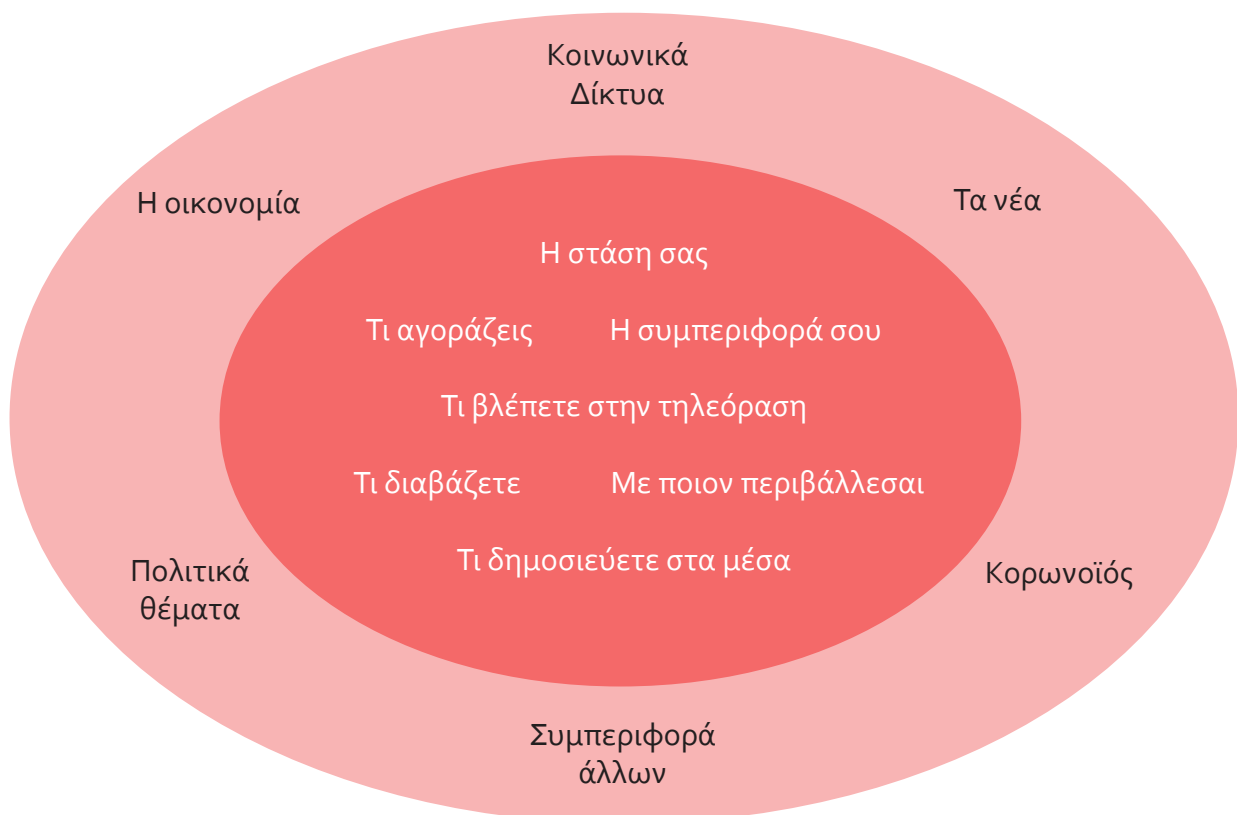 Κοινωνικά
Δίκτυα
Η οικονομία
Τα νέα
Η στάση σας
Τι αγοράζεις
Η συμπεριφορά σου
Τι βλέπετε στην τηλεόραση
Τι διαβάζετε
Με ποιον περιβάλλεσαι
Τι δημοσιεύετε στα μέσα
Πολιτικά
θέματα
Κορωνοϊός
Συμπεριφορά
άλλων